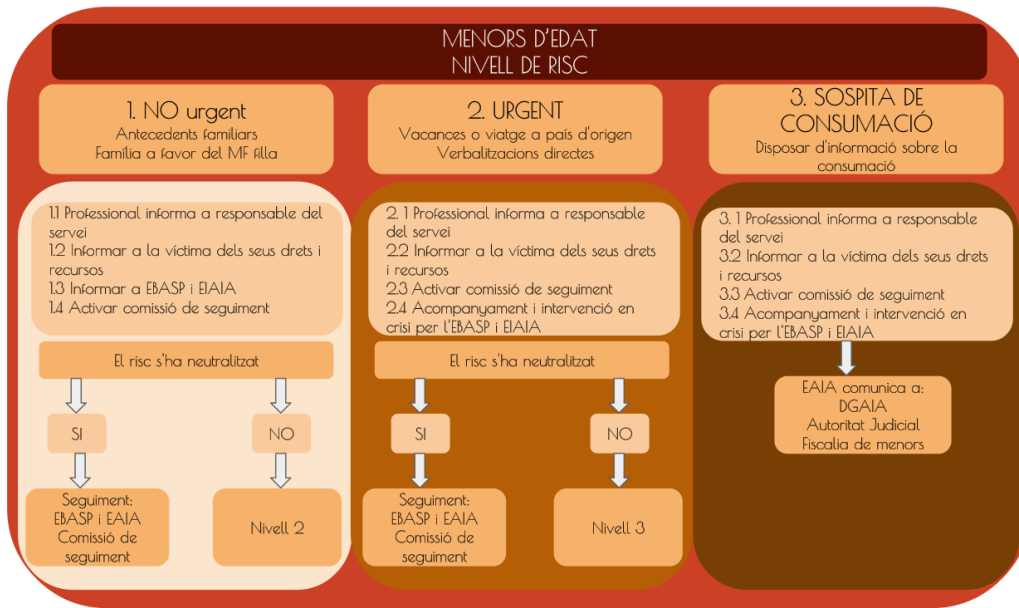 MENORS D'EDAT
NIVELL DE RISC
1. NO urgent
Antecedents familiars
Família a favor del MF filla
2. URGENT
Vacances o viatge a país d'origen
Verbalitzacions directes
3. SOSPITA DE
CONSUMACIÓ
Disposar d'informació sobre la
consumació
1.1 Professional informa a responsable del
servei
1.2 Informar a la víctima dels seus drets i
recursos
1.3 Informar a EBASP i EIAIA
1.4 Activar comissió de seguiment
El risc s'ha neutralitzat
SI
NO
Seguiment:
EBASP i EAIA
Comissió de
seguiment
Nivell 2
2. 1 Professional informa a responsable
del servei
2.2 Informar a la víctima dels seus drets
i recursos
2.3 Activar comissió de seguiment
2.4 Acompanyament i intervenció en
crisi per l'EBASP i EIAIA
El risc s'ha neutralitzat
SI
NO
Seguiment:
EBASP i EAIA
Comissió de
seguiment
Nivell 3
3. 1 Professional informa a responsable
del servei
3.2 Informar a la víctima dels seus drets
i recursos
3.3 Activar comissió de seguiment
3.4 Acompanyament i intervenció en
crisi per l'EBASP i EIAIA
EAIA comunica a:
DGAIA
Autoritat Judicial
Fiscalia de menors